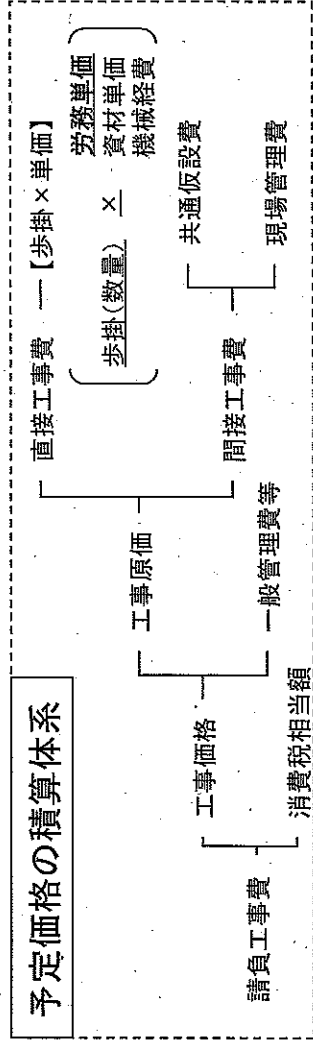 予定価格の積算体系
直接工事費 ― 【歩掛×単価】
労務単価
歩掛(数量) × 資材単価
機械経費
工事原価
共通仮設費
工事価格
間接工事費
請負工事費
一般管理費等
現場管理費
消費税相当額